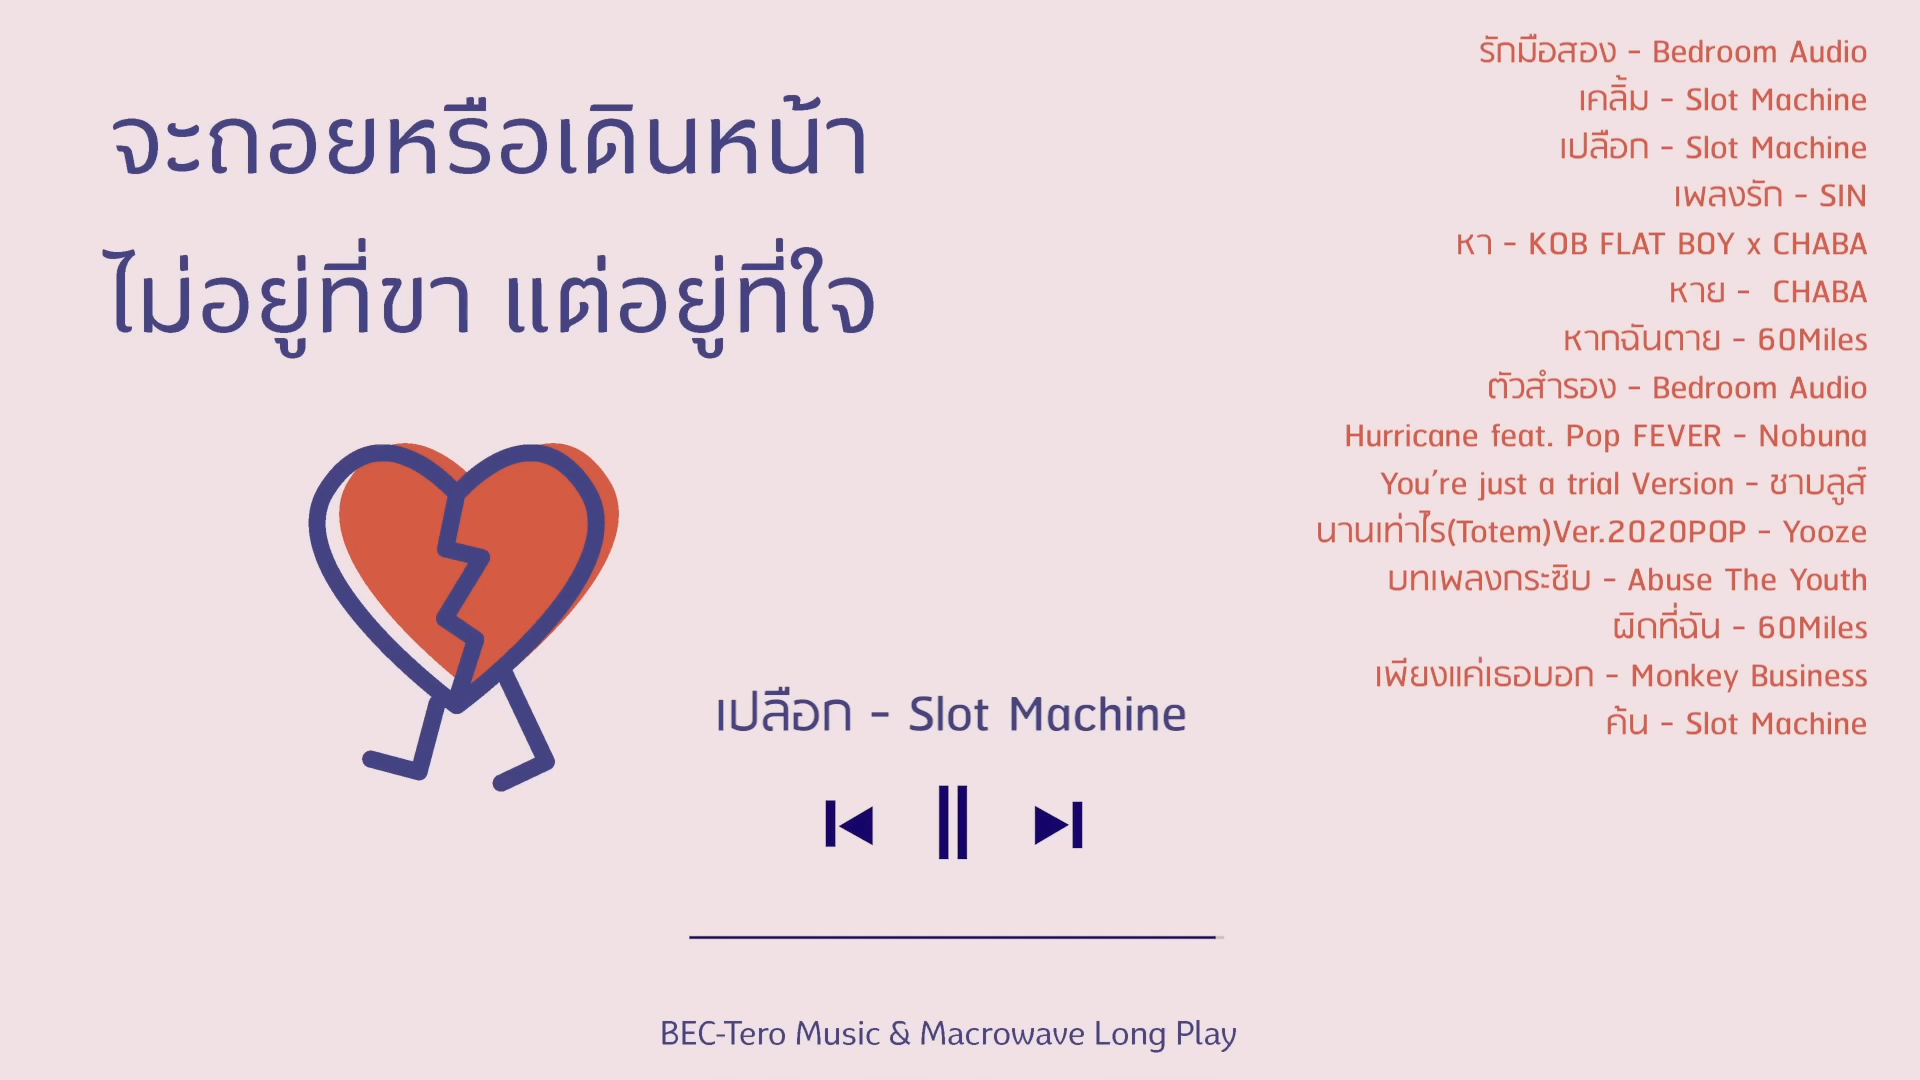 จะถอยหรือเดินหน้า
ไม่อยู่ที่ขา แต่อยู่ที่ใจ
รักมือสอง - Bedroom Audio
เคลิ้ม - Slot Machine
เปลือก - Slot Machine
เพลงรัก - SIN
หา - KOB FLAT BOY x CHABA
หาย - CHABA
หากฉันตาย - 60Miles
ตัวสำรอง - Bedroom Audio
Hurricane feat. Pop FEVER - Nobuna
You’re just a trial Version - ชาบลูส์
นานเท่าไร(Totem)Ver.2020POP - Yooze
บทเพลงกระซิบ - Abuse The Youth
ผิดที่ฉัน - 60Miles
เพียงแค่เธอบอก - Monkey Business
ค้น - Slot Machine
เปลือก - Slot Machine
BEC-Tero Music & Macrowave Long Play